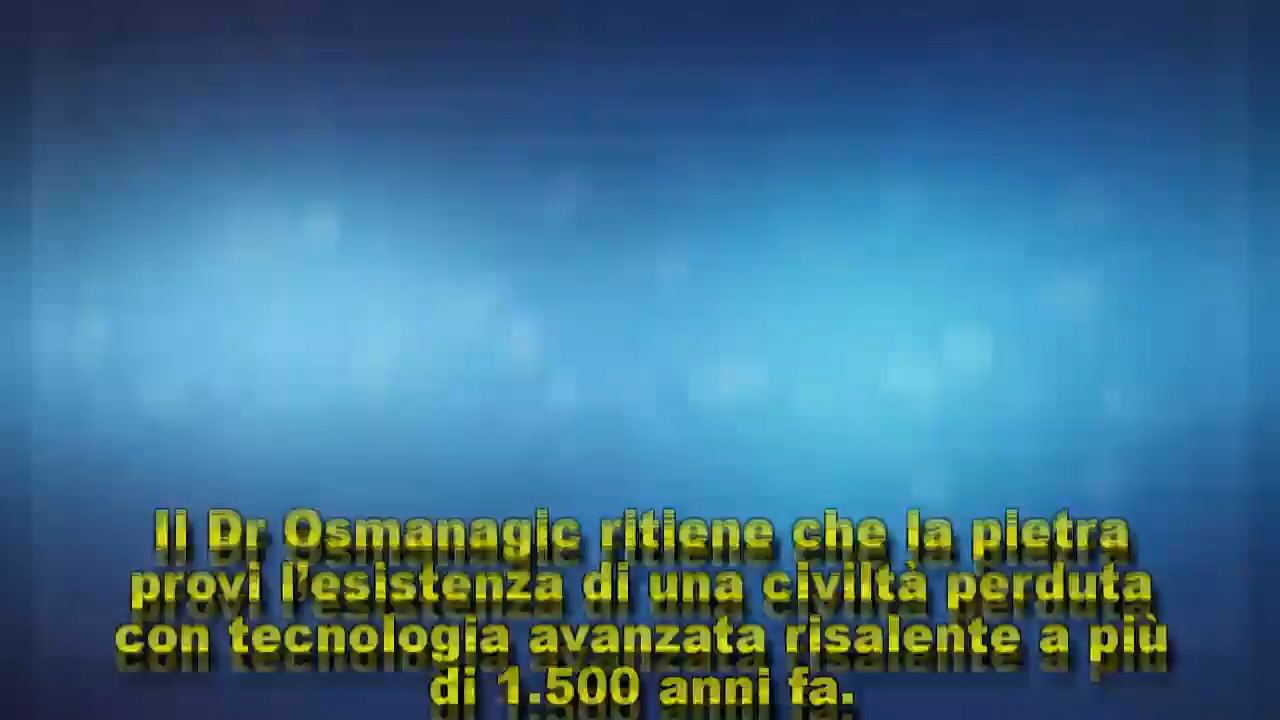 Il Dr Osmanagic ritiene che la pietra
provi l'esistenza di una civiltà perduta
con tecnologia avanzata risalente a più
di 1.500 anni fa.